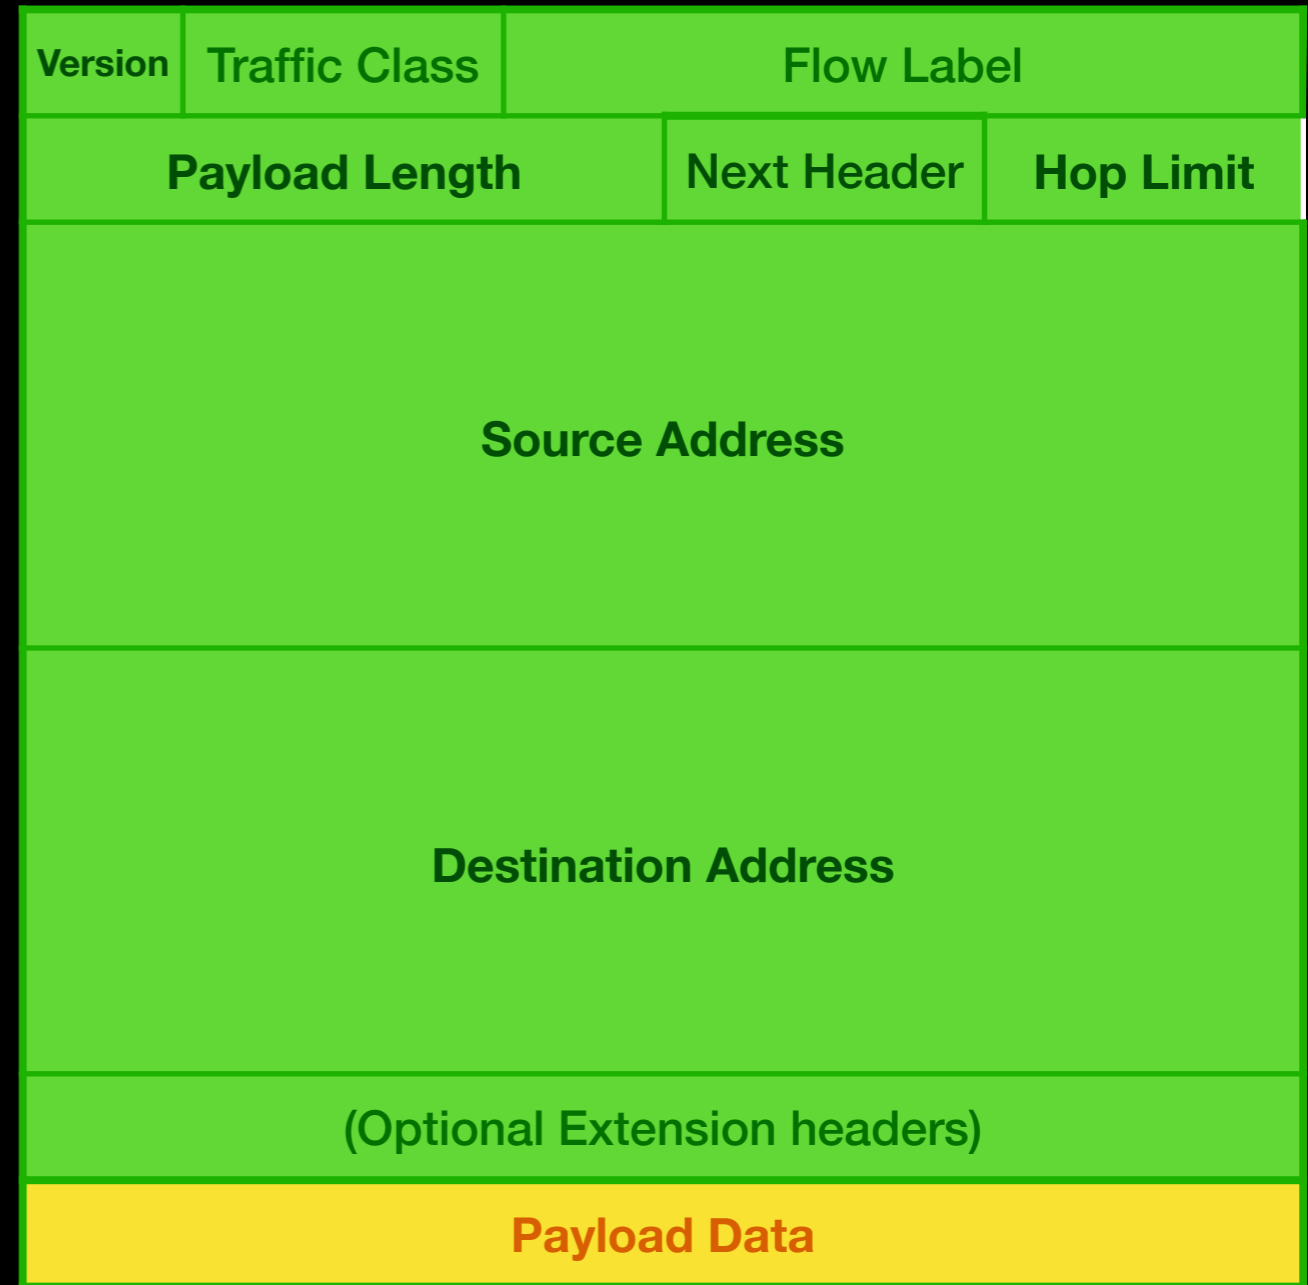 Version Traffic Class Flow Label
Payload Length Next Header Hop Limit
Source Address
Destination Address
(Optional Extension headers)
Payload Data